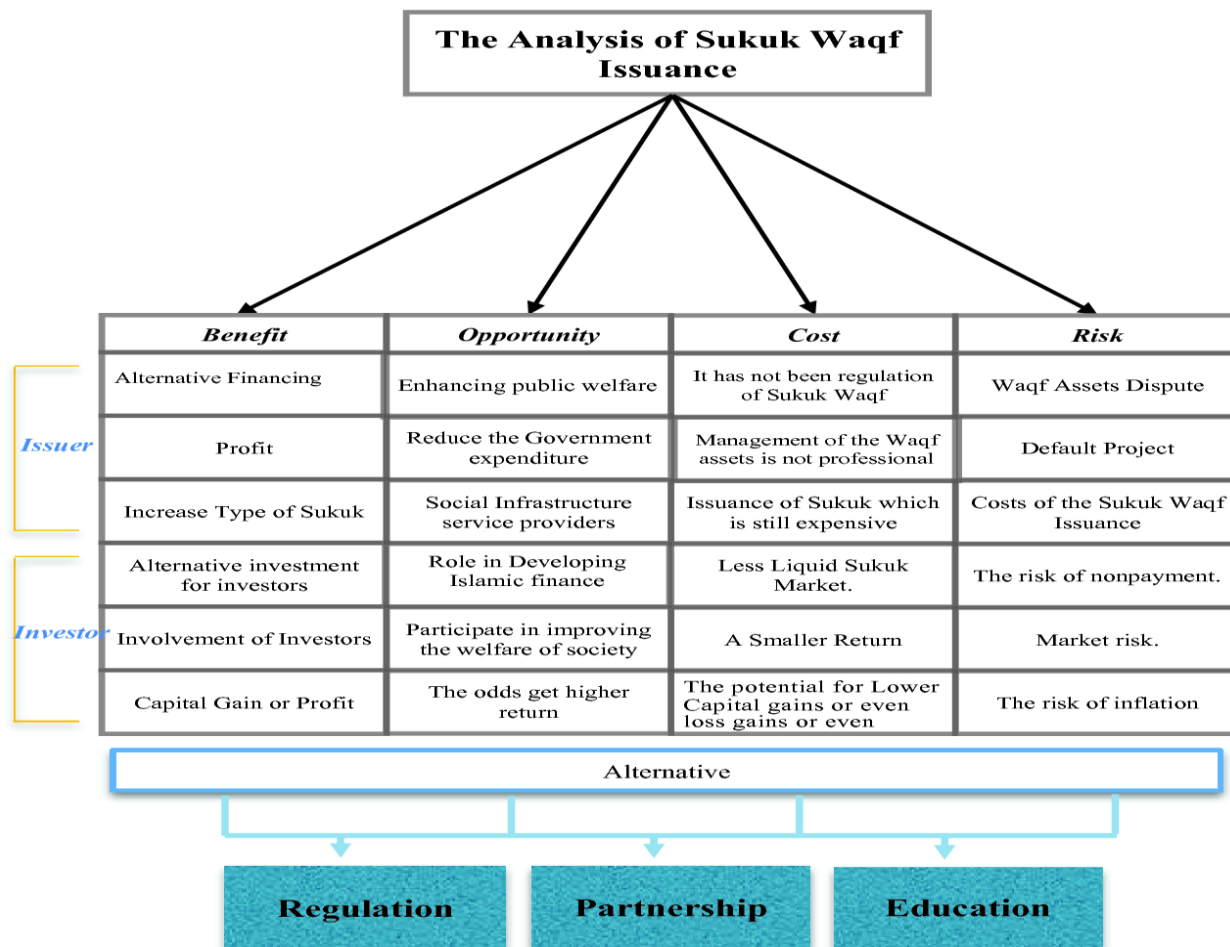 The Analysis of Sukuk Waqf
Issuance
Benefit
Opportunity
Cost
Risk
Issuer
Alternative Financing
Enhancing public welfare
It has not been regulation
of Sukuk Waqf
Waqf Assets Dispute
Profit
Reduce the Government
expenditure
Management of the Waqf
assets is not professional
Default Project
Increase Type of Sukuk
Social Infrastructure
service providers
Issuance of Sukuk which
is still expensive
Costs of the Sukuk Waqf
Issuance
Investor
Alternative investment
for investors
Role in Developing
Islamic finance
Less Liquid Sukuk
Market.
The risk of nonpayment.
Involvement of Investors
Participate in improving
the welfare of society
A Smaller Return
Market risk.
Capital Gain or Profit
The odds get higher
return
The potential for Lower
Capital gains or even
loss gains or even
The risk of inflation
Alternative
Regulation
Partnership
Education